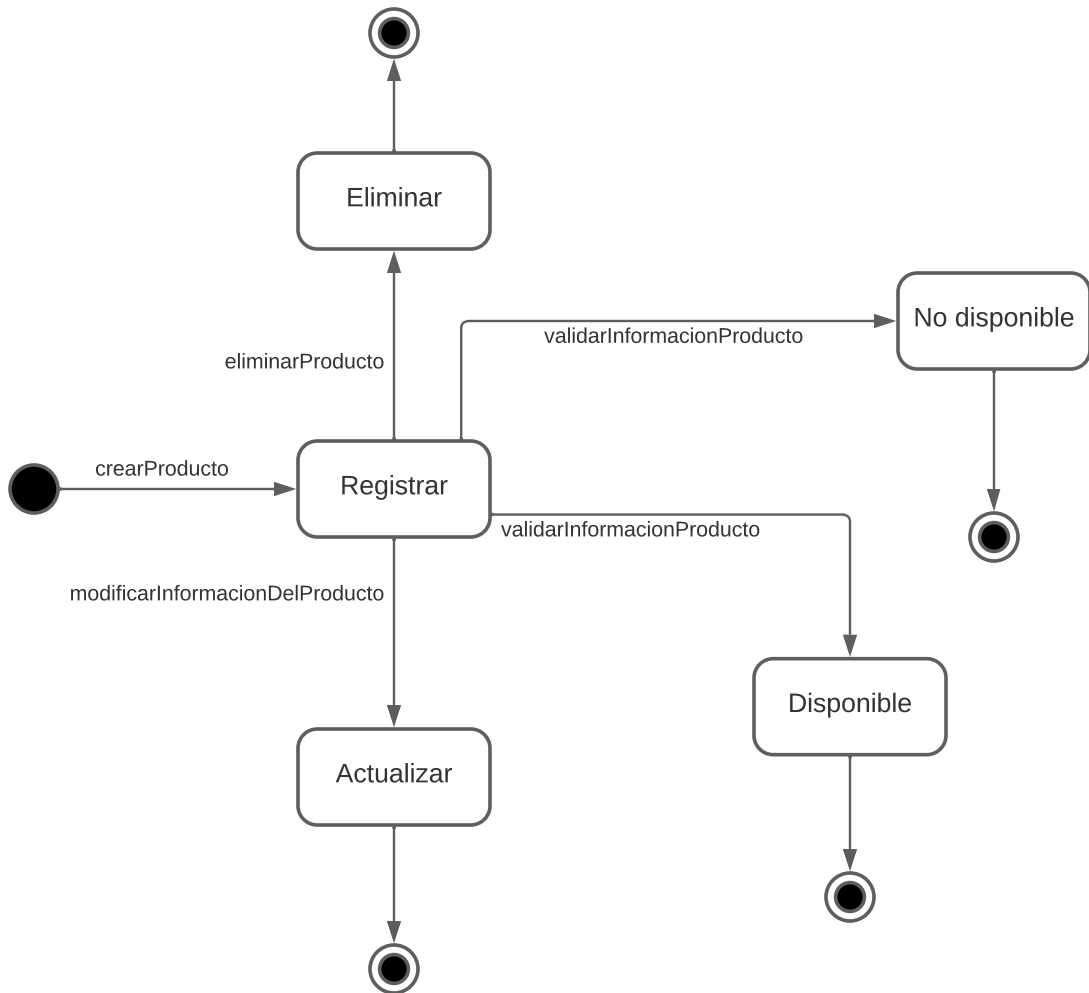 Eliminar
No disponible
validarInformacionProducto
eliminarProducto
crearProducto
Registrar
validarInformacionProducto
modificarInformacionDelProducto
Disponible
Actualizar